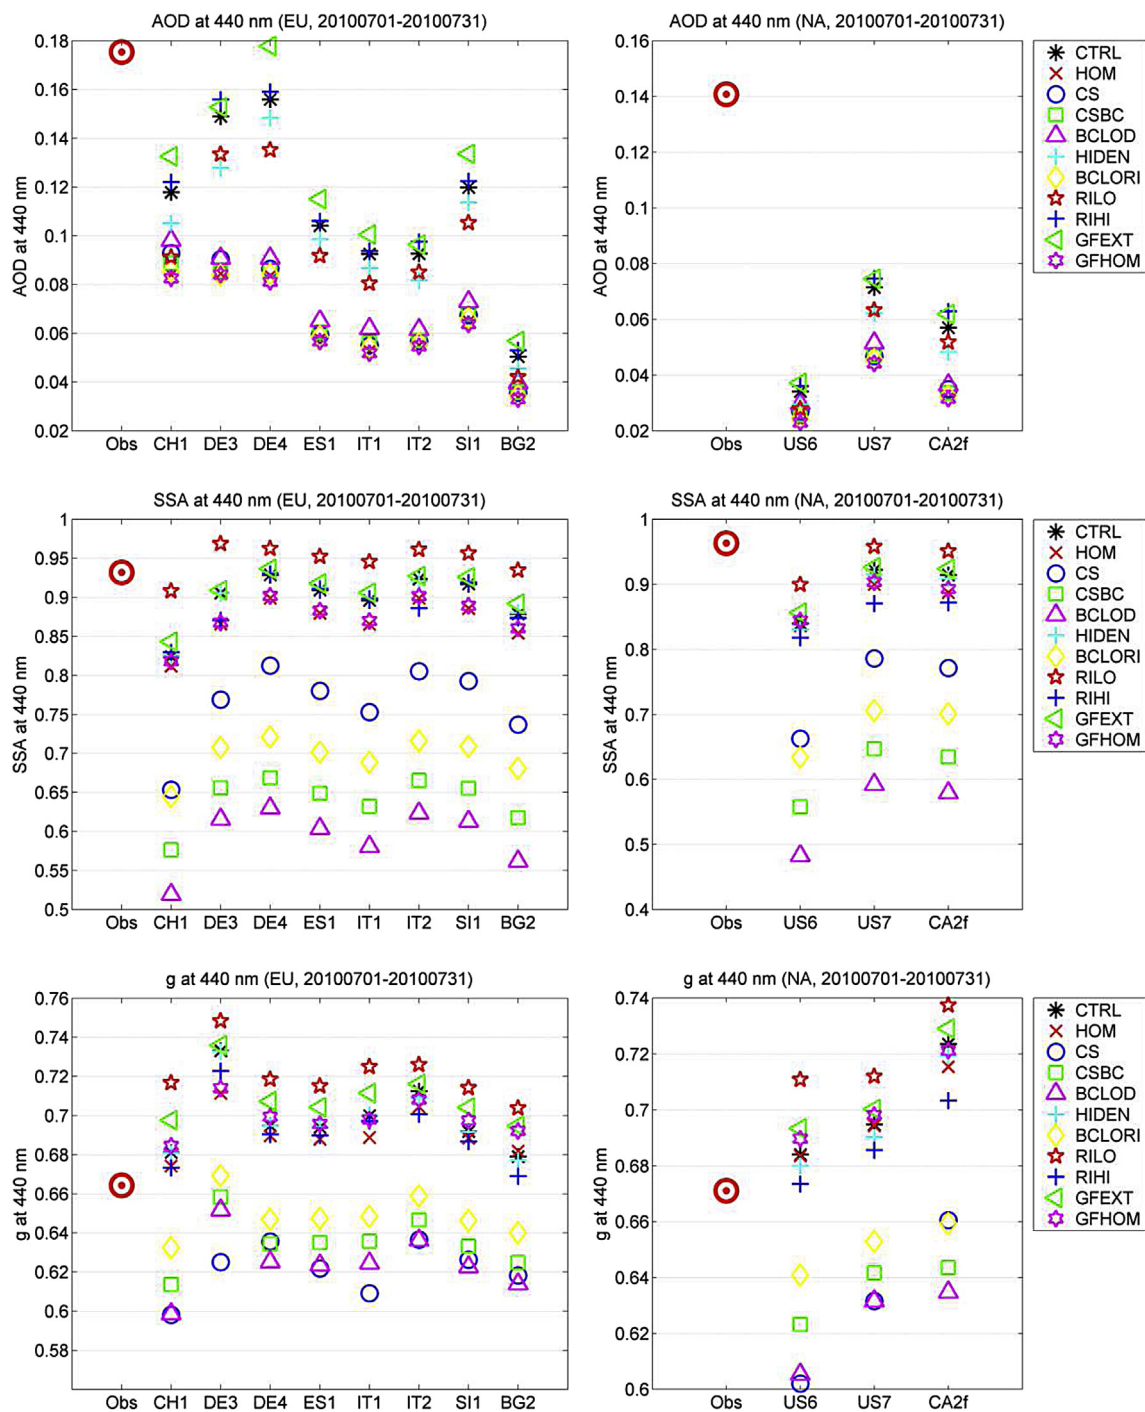 AOD at 440 nm (EU, 20100701-20100731)
AOD at 440 nm
0.18
0.16
0.14
0.12
0.1
0.08
0.06
0.04
0.02
Obs CH1 DE3 DE4 ES1 IT1 IT2 SI1 BG2
AOD at 440 nm (NA, 20100701-20100731)
AOD at 440 nm
0.16
0.14
0.12
0.1
0.08
0.06
0.04
0.02
Obs US6 US7 CA2f
CTRL
HOM
CS
CSBC
BCLOD
HIDEN
BCLORI
RILO
RIHI
GFEXT
GFHOM
SSA at 440 nm (EU, 20100701-20100731)
SSA at 440 nm
1
0.95
0.9
0.85
0.8
0.75
0.7
0.65
0.6
0.55
0.5
Obs CH1 DE3 DE4 ES1 IT1 IT2 SI1 BG2
SSA at 440 nm (NA, 20100701-20100731)
SSA at 440 nm
1
0.9
0.8
0.7
0.6
0.5
0.4
Obs US6 US7 CA2f
CTRL
HOM
CS
CSBC
BCLOD
HIDEN
BCLORI
RILO
RIHI
GFEXT
GFHOM
g at 440 nm (EU, 20100701-20100731)
g at 440 nm
0.76
0.74
0.72
0.7
0.68
0.66
0.64
0.62
0.6
0.58
Obs CH1 DE3 DE4 ES1 IT1 IT2 SI1 BG2
g at 440 nm (NA, 20100701-20100731)
g at 440 nm
0.74
0.72
0.7
0.68
0.66
0.64
0.62
0.6
Obs US6 US7 CA2f
CTRL
HOM
CS
CSBC
BCLOD
HIDEN
BCLORI
RILO
RIHI
GFEXT
GFHOM